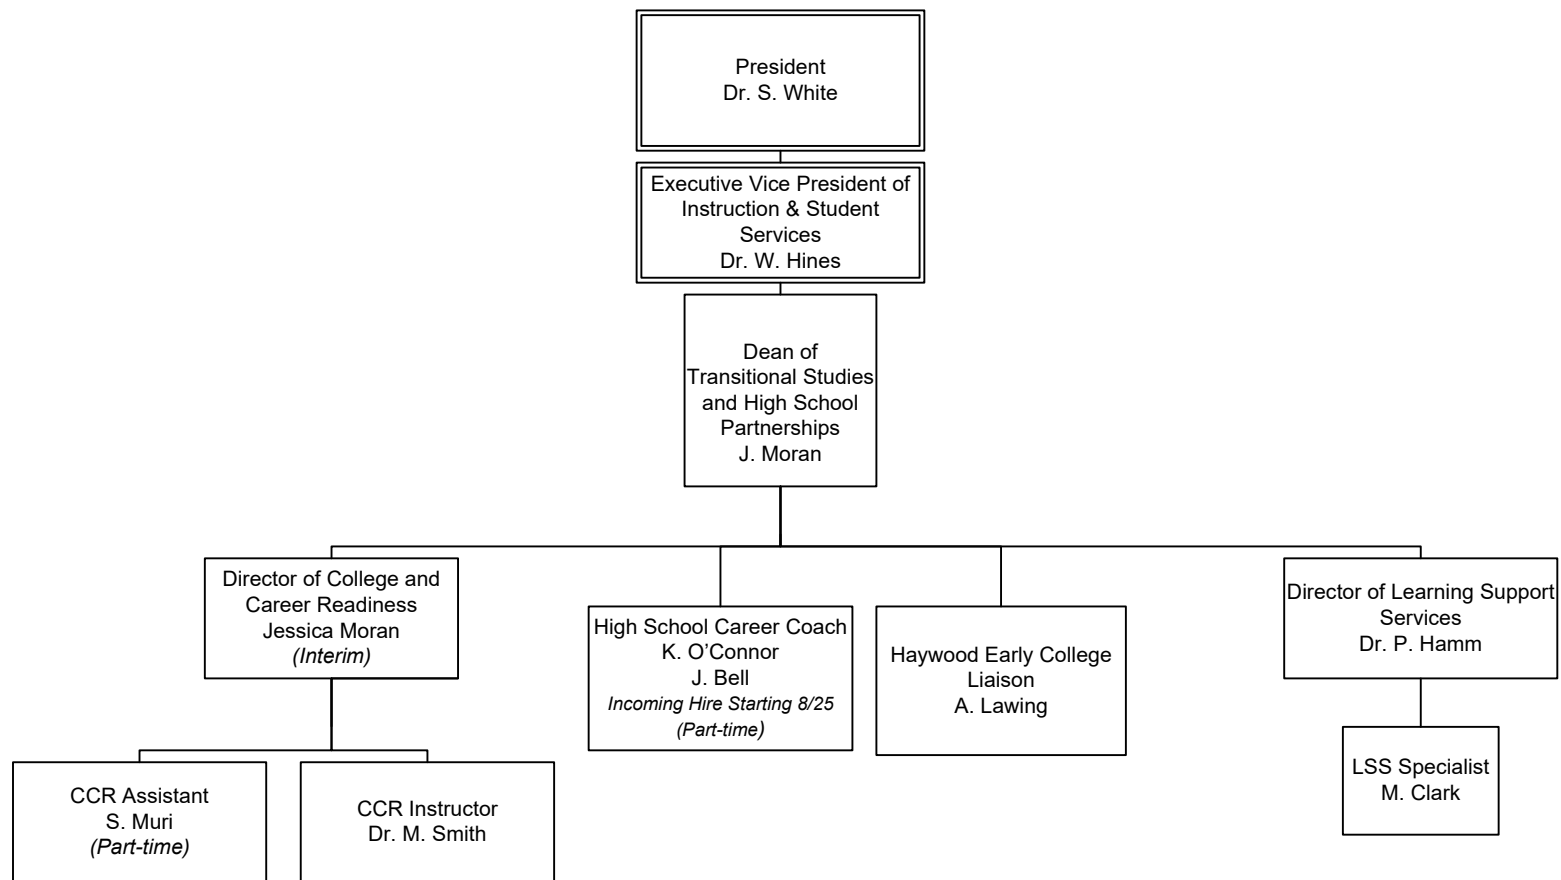 President
Dr. S. White
Executive Vice President of
Instruction & Student
Services
Dr. W. Hines
Dean of
Transitional Studies
and High School
Partnerships
J. Moran
Director of College and
Career Readiness
Jessica Moran
(Interim)
High School Career Coach
K. O’Connor
J. Bell
Incoming Hire Starting 8/25
(Part-time)
Haywood Early College
Liaison
A. Lawing
Director of Learning Support
Services
Dr. P. Hamm
CCR Assistant
S. Muri
(Part-time)
CCR Instructor
Dr. M. Smith
LSS Specialist
M. Clark